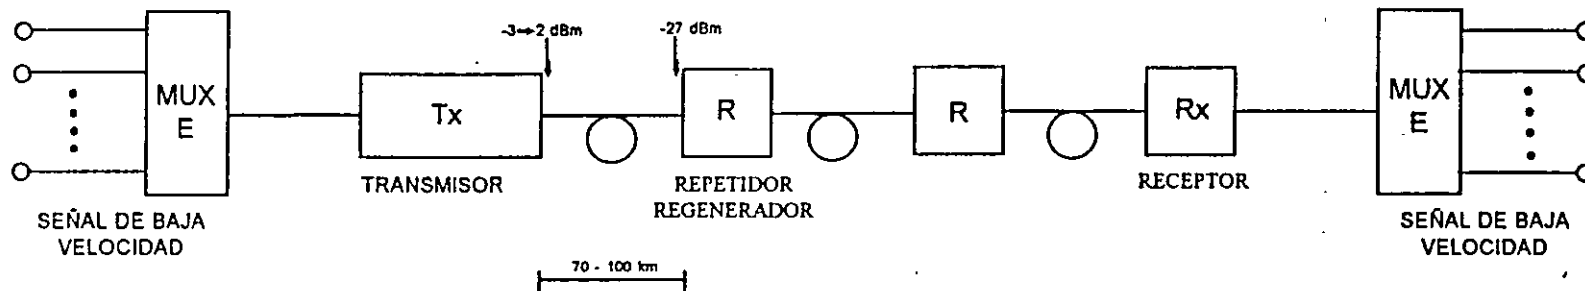 -3→2 dBm
-27 dBm
MUX
E
Tx
R
R
Rx
MUX
E
TRANSMISOR
REPETIDOR
REGENERADOR
RECEPTOR
SEÑAL DE BAJA
VELOCIDAD
SEÑAL DE BAJA
VELOCIDAD
70 - 100 km